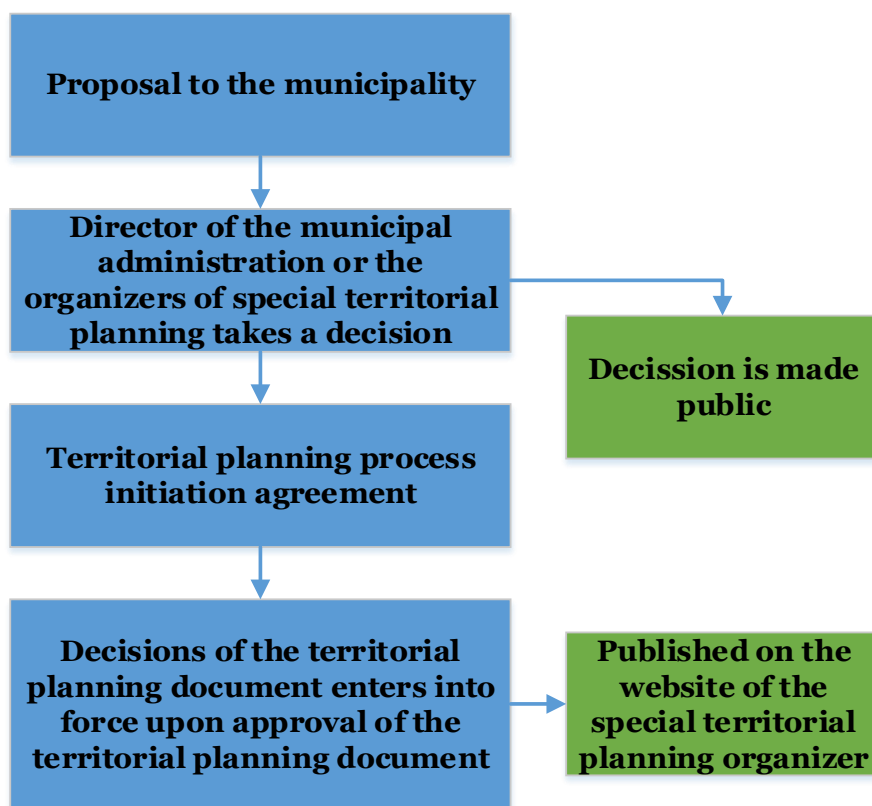 Proposal to the municipality
Director of the municipal
administration or the
organizers of special territorial
planning takes a decision
Decission is made
public
Territorial planning process
initiation agreement
Decisions of the territorial
planning document enters into
force upon approval of the
territorial planning document
Published on the
website of the
special territorial
planning organizer